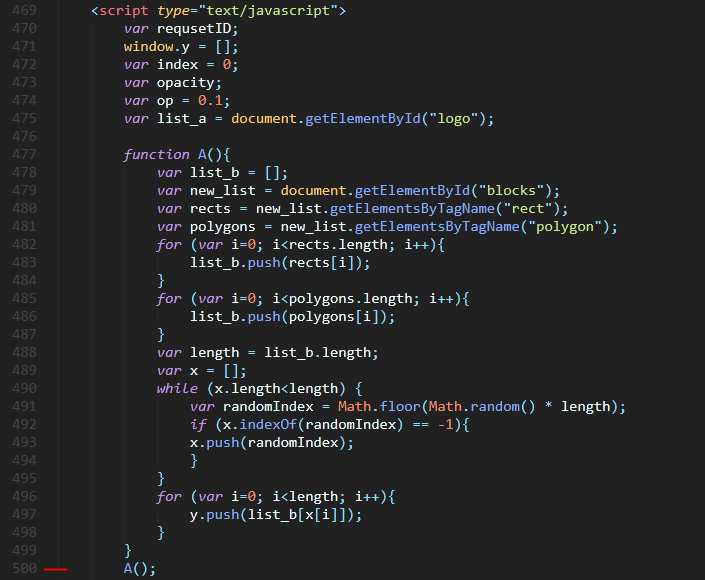 469 <script type="text/javascript">
470 var requsetID;
471 window.y = [];
472 var index = 0;
473 var opacity;
474 var op = 0.1;
475 var list_a = document.getElementById("logo");
476
477 function A(){
478 var list_b = [];
479 var new_list = document.getElementById("blocks");
480 var rects = new_list.getElementsByTagName("rect");
481 var polygons = new_list.getElementsByTagName("polygon");
482 for (var i=0; i<rects.length; i++){
483 list_b.push(rects[i]);
484 }
485 for (var i=0; i<polygons.length; i++){
486 list_b.push(polygons[i]);
487 }
488 var length = list_b.length;
489 var x = [];
490 while (x.length<length) {
491 var randomIndex = Math.floor(Math.random() * length);
492 if (x.indexOf(randomIndex) == -1){
493 x.push(randomIndex);
494 }
495 }
496 for (var i=0; i<length; i++){
497 y.push(list_b[x[i]]);
498 }
499 }
500 A();